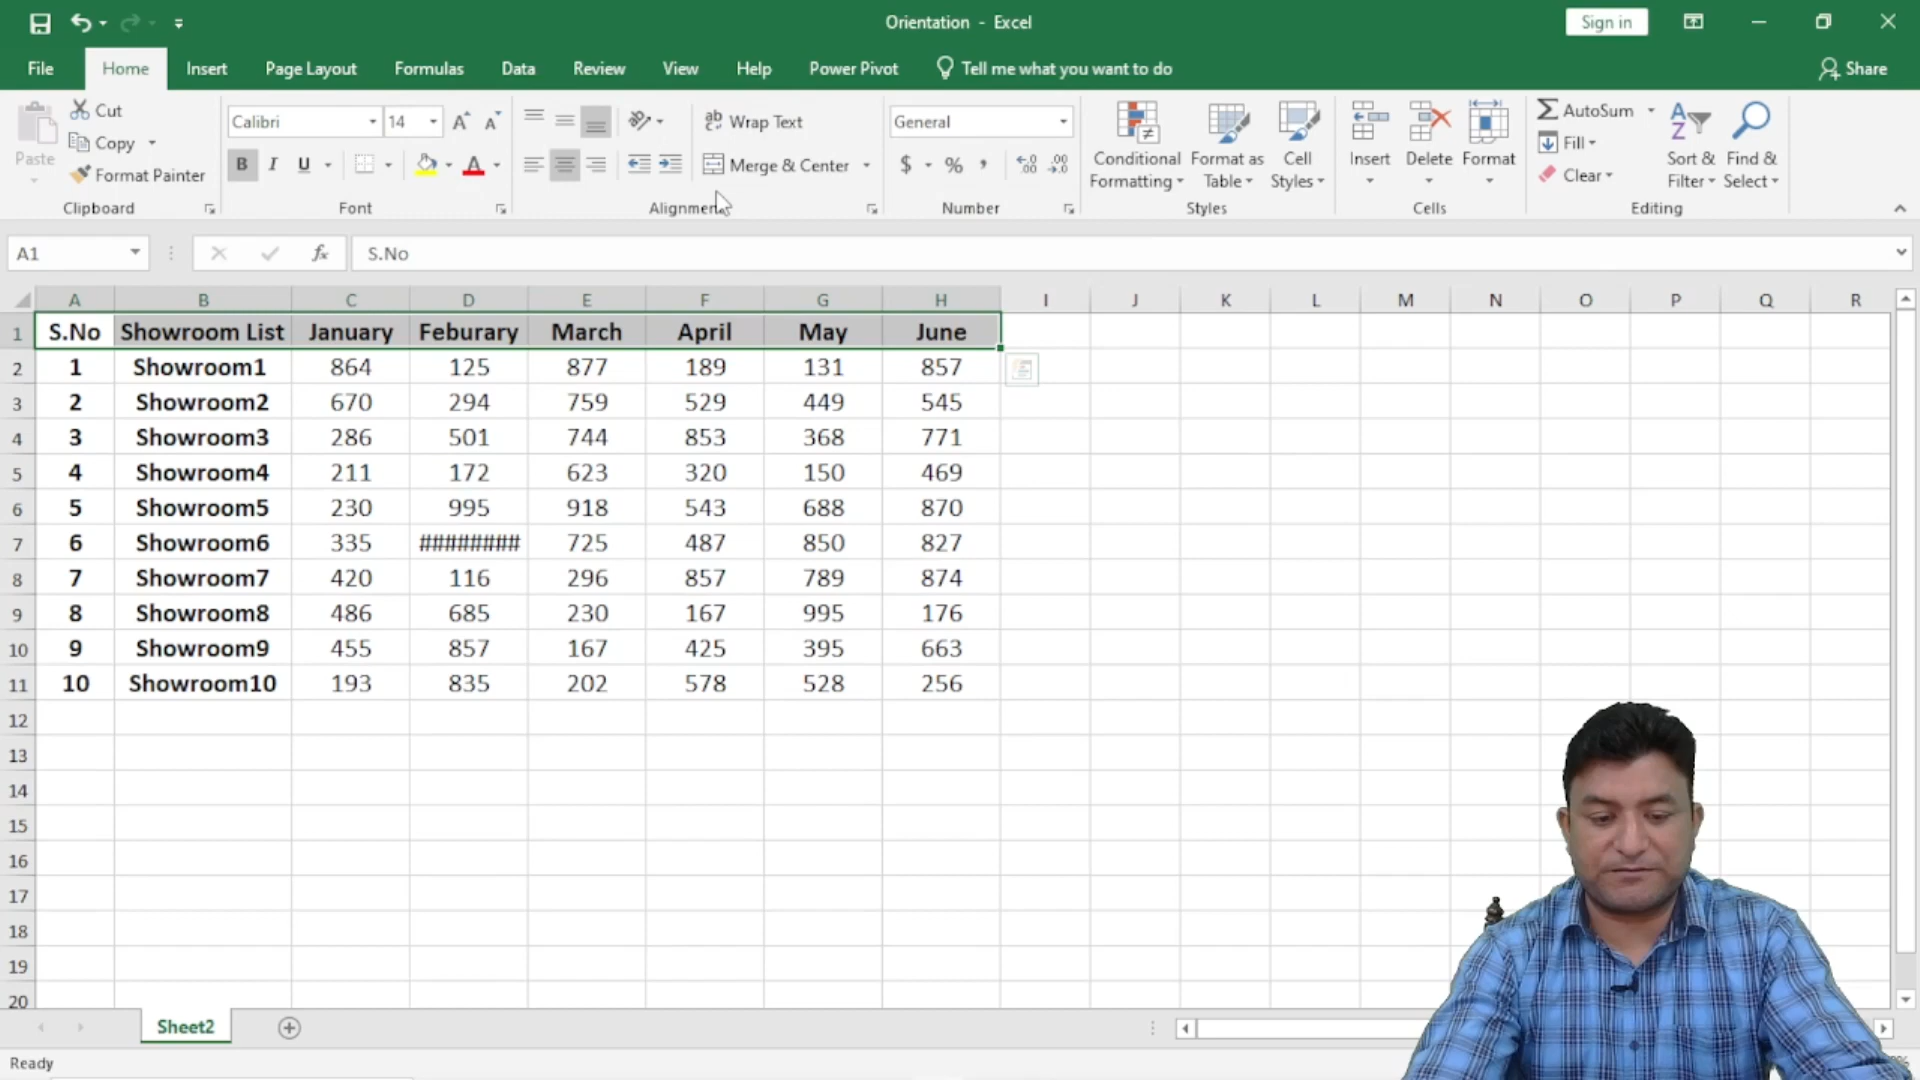 Orientation - Excel
Sign in
File Home Insert Page Layout Formulas Data Review View Help Power Pivot Tell me what you want to do Share
Paste
Cut
Copy
Format Painter
Clipboard
Calibri 14
B I U A
Font
ab Wrap Text
Merge & Center
Alignment
General
$ % ,
Number
Conditional Formatting
Format as Table
Cell Styles
Styles
Insert
Delete
Format
Cells
AutoSum
Fill
Clear
Sort & Filter
Find & Select
Editing
A1 fx S.No
A B C D E F G H I J K L M N O P Q R
1 S.No Showroom List January Feburary March April May June
2 1 Showroom1 864 125 877 189 131 857
3 2 Showroom2 670 294 759 529 449 545
4 3 Showroom3 286 501 744 853 368 771
5 4 Showroom4 211 172 623 320 150 469
6 5 Showroom5 230 995 918 543 688 870
7 6 Showroom6 335 ######## 725 487 850 827
8 7 Showroom7 420 116 296 857 789 874
9 8 Showroom8 486 685 230 167 995 176
10 9 Showroom9 455 857 167 425 395 663
11 10 Showroom10 193 835 202 578 528 256
12
13
14
15
16
17
18
19
20
Sheet2
Ready